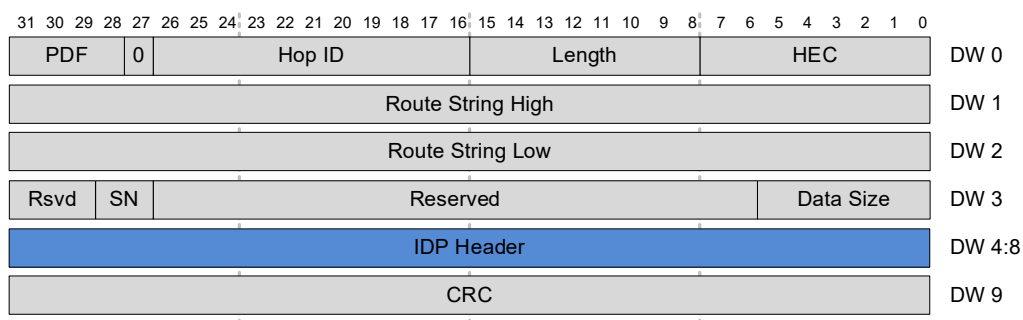 31 30 29 28 27 26 25 24 23 22 21 20 19 18 17 16 15 14 13 12 11 10 9 8 7 6 5 4 3 2 1 0
PDF 0 Hop ID Length HEC DW 0
Route String High DW 1
Route String Low DW 2
Rsvd SN Reserved Data Size DW 3
IDP Header DW 4:8
CRC DW 9